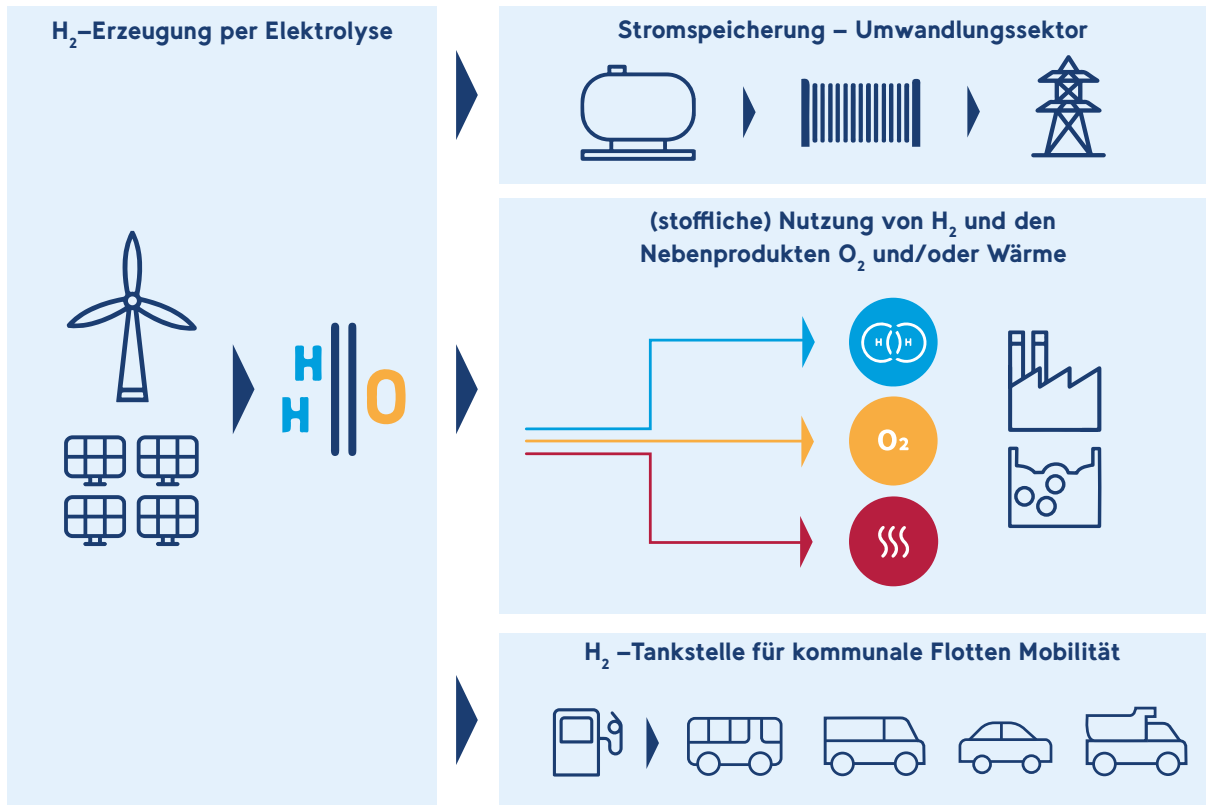 H₂–Erzeugung per Elektrolyse
H
H
O
Stromspeicherung – Umwandlungssektor
(stoffliche) Nutzung von H₂ und den
Nebenprodukten O₂ und/oder Wärme
H H
O₂
H₂ –Tankstelle für kommunale Flotten Mobilität